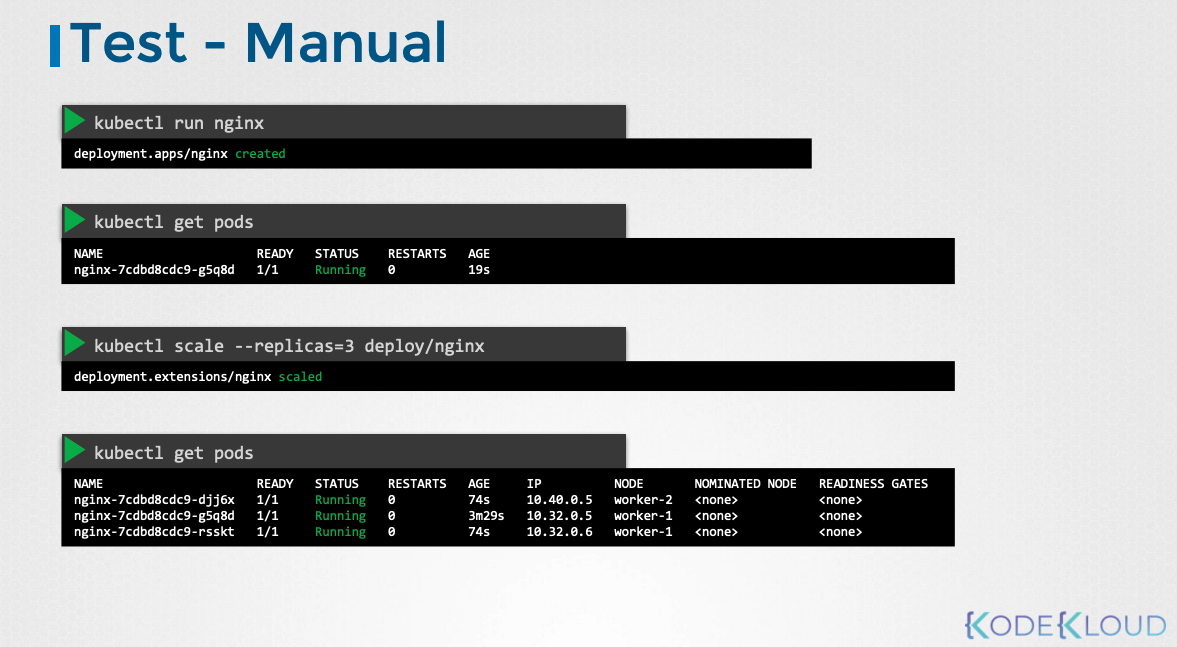 Test - Manual
kubectl run nginx
deployment.apps/nginx created
kubectl get pods
NAME READY STATUS RESTARTS AGE
nginx-7cdbd8cdc9-g5q8d 1/1 Running 0 19s
kubectl scale --replicas=3 deploy/nginx
deployment.extensions/nginx scaled
kubectl get pods
NAME READY STATUS RESTARTS AGE IP NODE NOMINATED NODE READINESS GATES
nginx-7cdbd8cdc9-djj6x 1/1 Running 0 74s 10.40.0.5 worker-2 <none> <none>
nginx-7cdbd8cdc9-g5q8d 1/1 Running 0 3m29s 10.32.0.5 worker-1 <none> <none>
nginx-7cdbd8cdc9-rsskt 1/1 Running 0 74s 10.32.0.6 worker-1 <none> <none>
KODEKLOUD